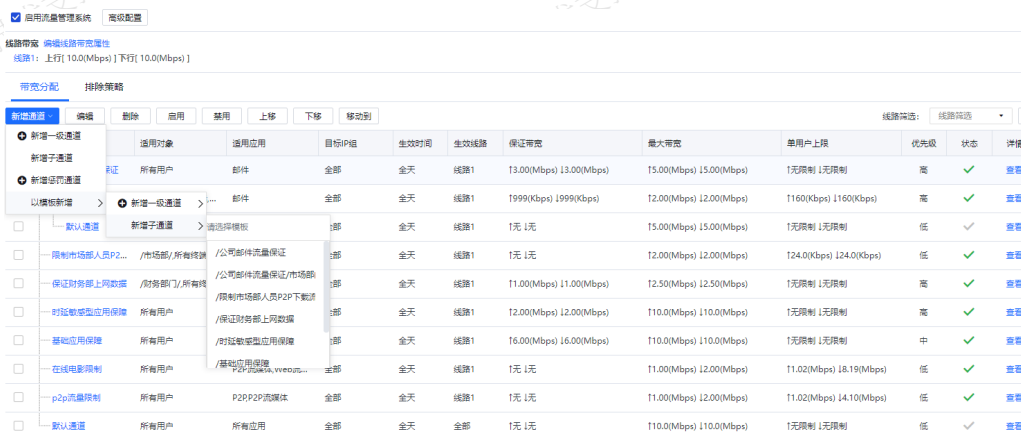 启用流量管理系统 高级配置
线路带宽 编辑线路带宽属性
线路1: 上行[ 10.0(Mbps) ] 下行[ 10.0(Mbps) ]
带宽分配 排除策略
新增通道 编辑 删除 启用 禁用 上移 下移 移动到 线路筛选: 线路筛选
适用对象 适用应用 目标IP组 生效时间 生效线路 保证带宽 最大带宽 单用户上限 优先级 状态 详情
新增一级通道
新增子通道
新增惩罚通道
以模板新增
新增一级通道
新增子通道
请选择模板
/公司邮件流量保证
/公司邮件流量保证/市场部
/限制市场部人员P2P下载流
/保证财务部上网数据
/时延敏感型应用保障
/基础应用保障
保证 所有用户 邮件 全部 全天 线路1 ↑3.00(Mbps) ↓3.00(Mbps) ↑5.00(Mbps) ↓5.00(Mbps) ↑无限制 ↓无限制 高 查看
,... 邮件 全部 全天 线路1 ↑999(Kbps) ↓999(Kbps) ↑2.00(Mbps) ↓2.00(Mbps) ↑160(Kbps) ↓160(Kbps) 高 查看
默认通道 全部 全天 线路1 ↑无 ↓无 ↑5.00(Mbps) ↓5.00(Mbps) ↑无限制 ↓无限制 低 查看
限制市场部人员P2... /市场部/,所有终端 全部 全天 线路1 ↑无 ↓无 ↑2.00(Mbps) ↓2.00(Mbps) ↑24.0(Kbps) ↓24.0(Kbps) 低 查看
保证财务部上网数据 /财务部门/,所有终 全部 全天 线路1 ↑1.00(Mbps) ↓1.00(Mbps) ↑2.50(Mbps) ↓2.50(Mbps) ↑无限制 ↓无限制 高 查看
时延敏感型应用保障 所有用户 全部 全天 线路1 ↑2.00(Mbps) ↓2.00(Mbps) ↑10.0(Mbps) ↓10.0(Mbps) ↑无限制 ↓无限制 高 查看
基础应用保障 所有用户 全部 全天 线路1 ↑6.00(Mbps) ↓6.00(Mbps) ↑10.0(Mbps) ↓10.0(Mbps) ↑无限制 ↓无限制 中 查看
在线电影限制 所有用户 P2P流媒体,Web流... 全部 全天 线路1 ↑无 ↓无 ↑1.00(Mbps) ↓2.00(Mbps) ↑1.02(Mbps) ↓8.19(Mbps) 低 查看
p2p流量限制 所有用户 P2P,P2P流媒体 全部 全天 线路1 ↑无 ↓无 ↑1.00(Mbps) ↓2.00(Mbps) ↑1.02(Mbps) ↓4.10(Mbps) 低 查看
默认通道 所有用户 所有应用 全部 全天 全部 ↑无 ↓无 ↑10.0(Mbps) ↓10.0(Mbps) ↑无限制 ↓无限制 低 查看